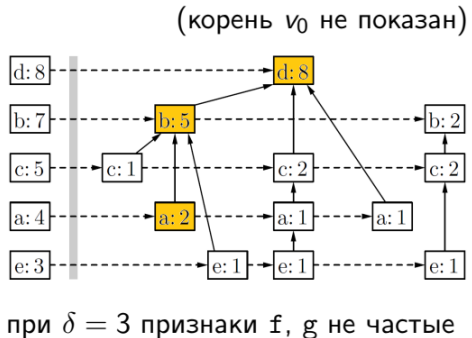 (корень v₀ не показан)
d: 8 d: 8
b: 7 b: 5 b: 2
c: 5 c: 1 c: 2 c: 2
a: 4 a: 2 a: 1 a: 1
e: 3 e: 1 e: 1 e: 1
при δ = 3 признаки f, g не частые